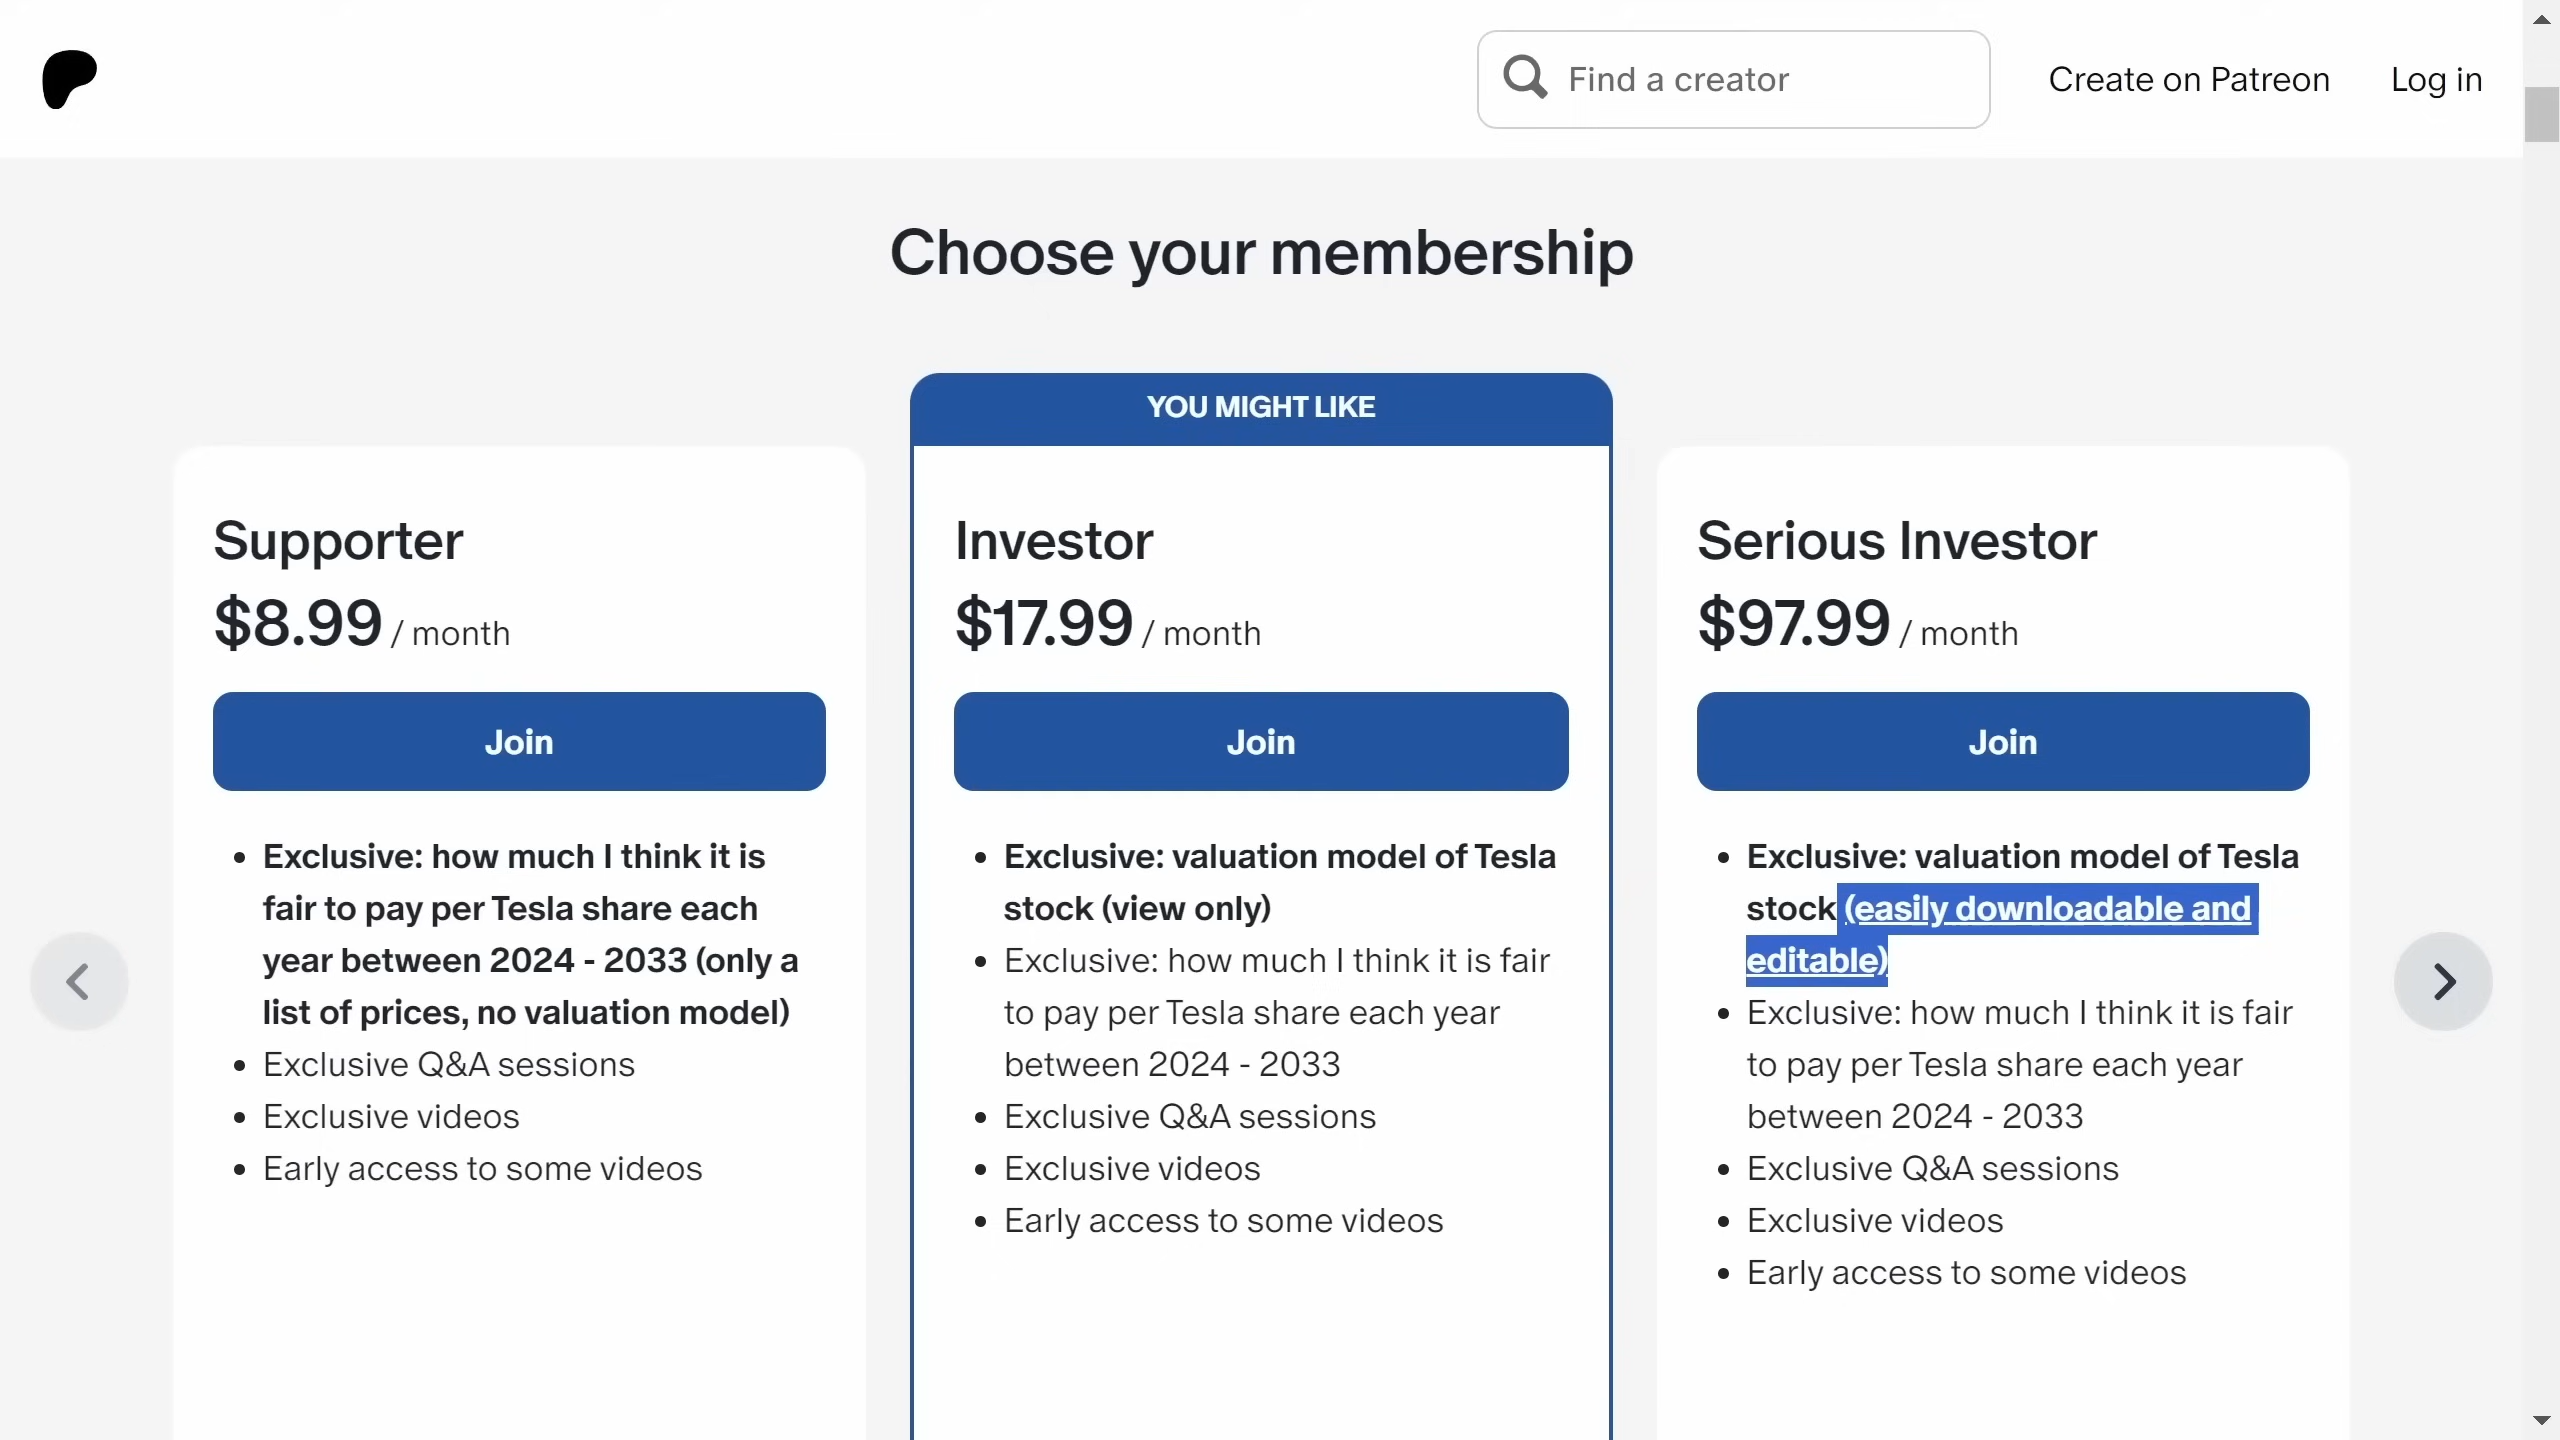 Find a creator
Create on Patreon
Log in
Choose your membership
Supporter
$8.99 / month
Join
Exclusive: how much I think it is
fair to pay per Tesla share each
year between 2024 - 2033 (only a
list of prices, no valuation model)
Exclusive Q&A sessions
Exclusive videos
Early access to some videos
YOU MIGHT LIKE
Investor
$17.99 / month
Join
Exclusive: valuation model of Tesla
stock (view only)
Exclusive: how much I think it is fair
to pay per Tesla share each year
between 2024 - 2033
Exclusive Q&A sessions
Exclusive videos
Early access to some videos
Serious Investor
$97.99 / month
Join
Exclusive: valuation model of Tesla
stock (easily downloadable and
editable)
Exclusive: how much I think it is fair
to pay per Tesla share each year
between 2024 - 2033
Exclusive Q&A sessions
Exclusive videos
Early access to some videos